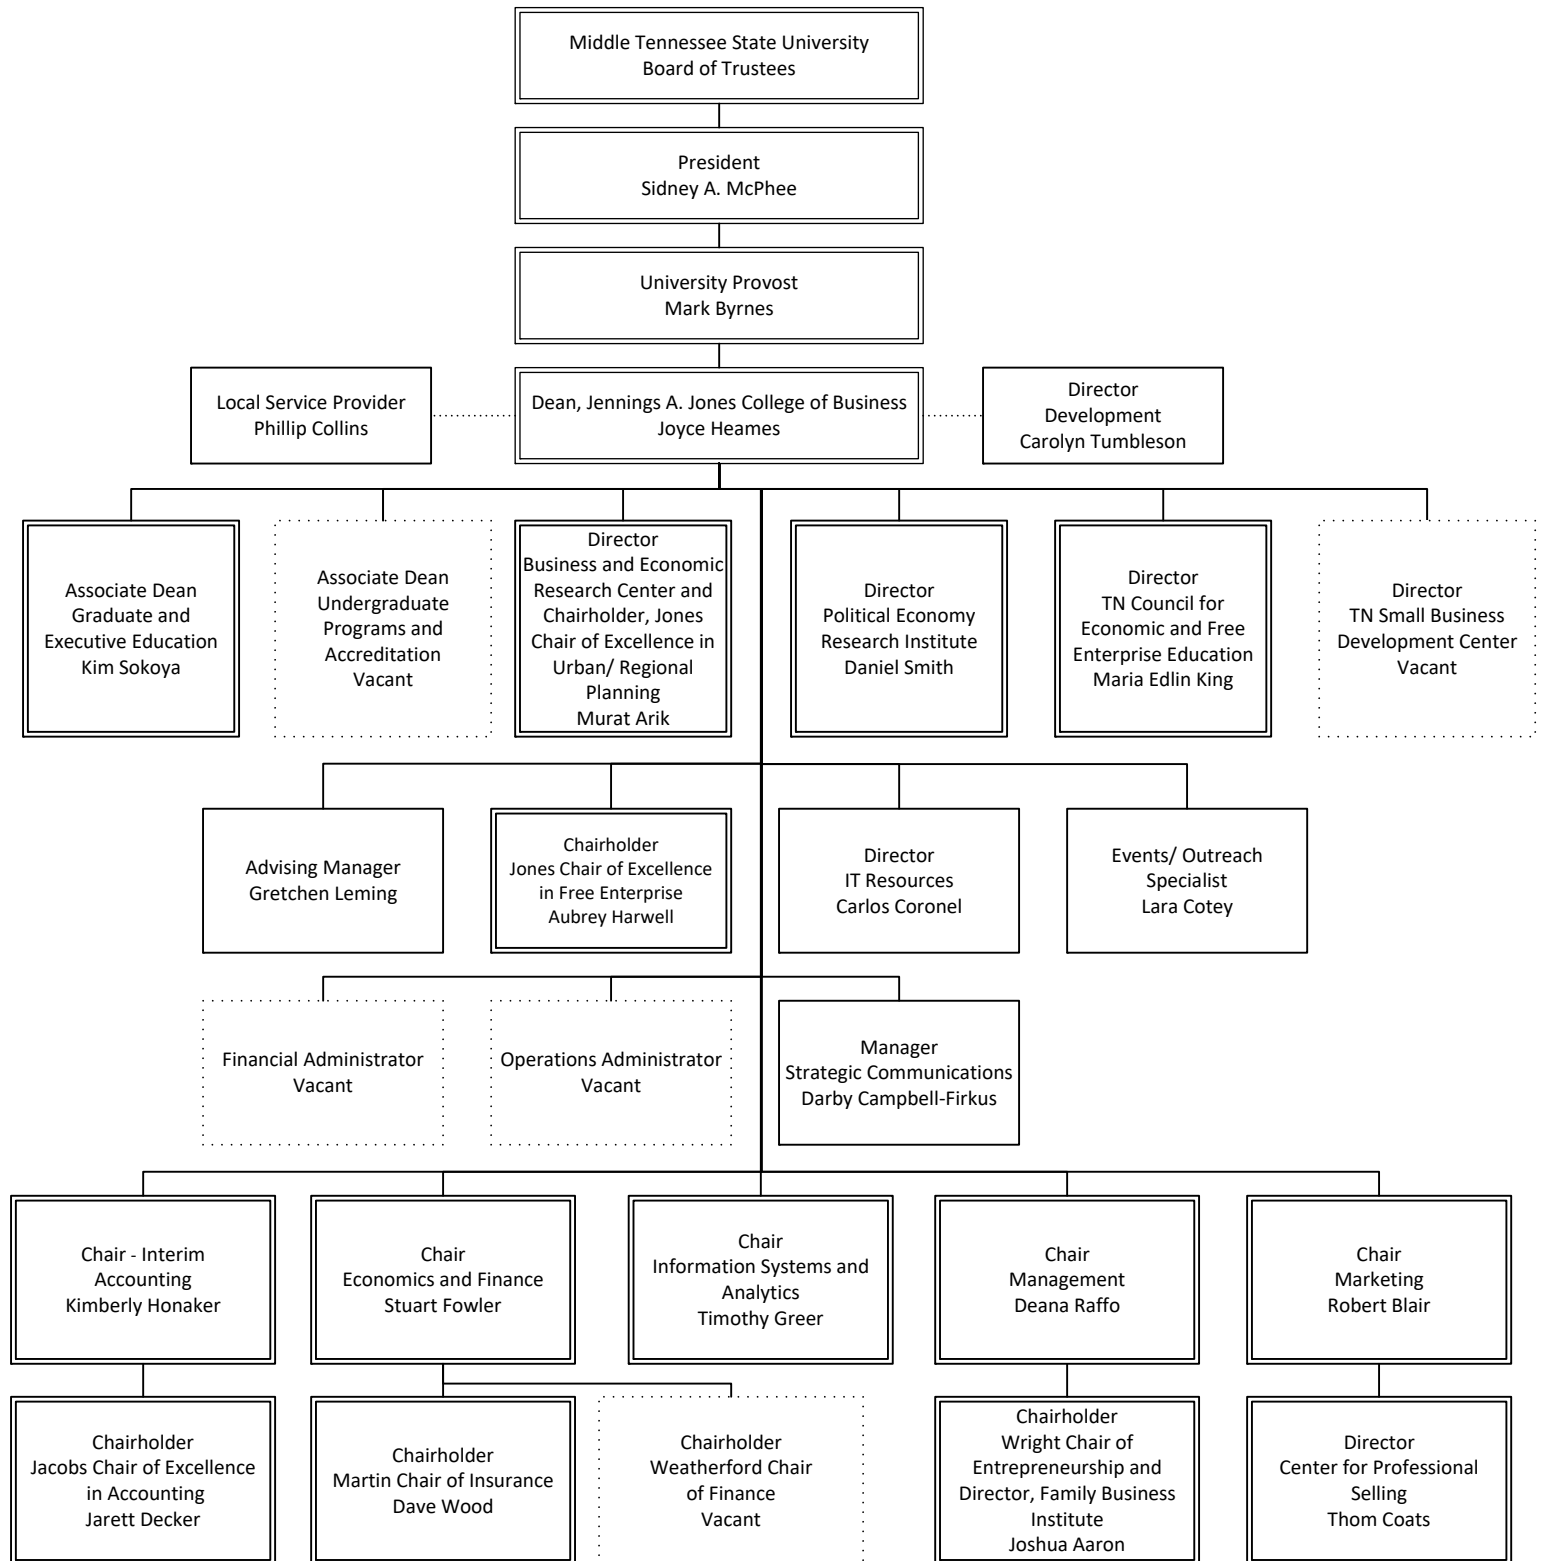 Middle Tennessee State University
Board of Trustees
President
Sidney A. McPhee
University Provost
Mark Byrnes
Local Service Provider
Phillip Collins
Dean, Jennings A. Jones College of Business
Joyce Heames
Director
Development
Carolyn Tumbleson
Associate Dean
Graduate and
Executive Education
Kim Sokoya
Associate Dean
Undergraduate
Programs and
Accreditation
Vacant
Director
Business and Economic
Research Center and
Chairholder, Jones
Chair of Excellence in
Urban/ Regional
Planning
Murat Arik
Director
Political Economy
Research Institute
Daniel Smith
Director
TN Council for
Economic and Free
Enterprise Education
Maria Edlin King
Director
TN Small Business
Development Center
Vacant
Advising Manager
Gretchen Leming
Chairholder
Jones Chair of Excellence
in Free Enterprise
Aubrey Harwell
Director
IT Resources
Carlos Coronel
Events/ Outreach
Specialist
Lara Cotey
Financial Administrator
Vacant
Operations Administrator
Vacant
Manager
Strategic Communications
Darby Campbell-Firkus
Chair - Interim
Accounting
Kimberly Honaker
Chair
Economics and Finance
Stuart Fowler
Chair
Information Systems and
Analytics
Timothy Greer
Chair
Management
Deana Raffo
Chair
Marketing
Robert Blair
Chairholder
Jacobs Chair of Excellence
in Accounting
Jarett Decker
Chairholder
Martin Chair of Insurance
Dave Wood
Chairholder
Weatherford Chair
of Finance
Vacant
Chairholder
Wright Chair of
Entrepreneurship and
Director, Family Business
Institute
Joshua Aaron
Director
Center for Professional
Selling
Thom Coats